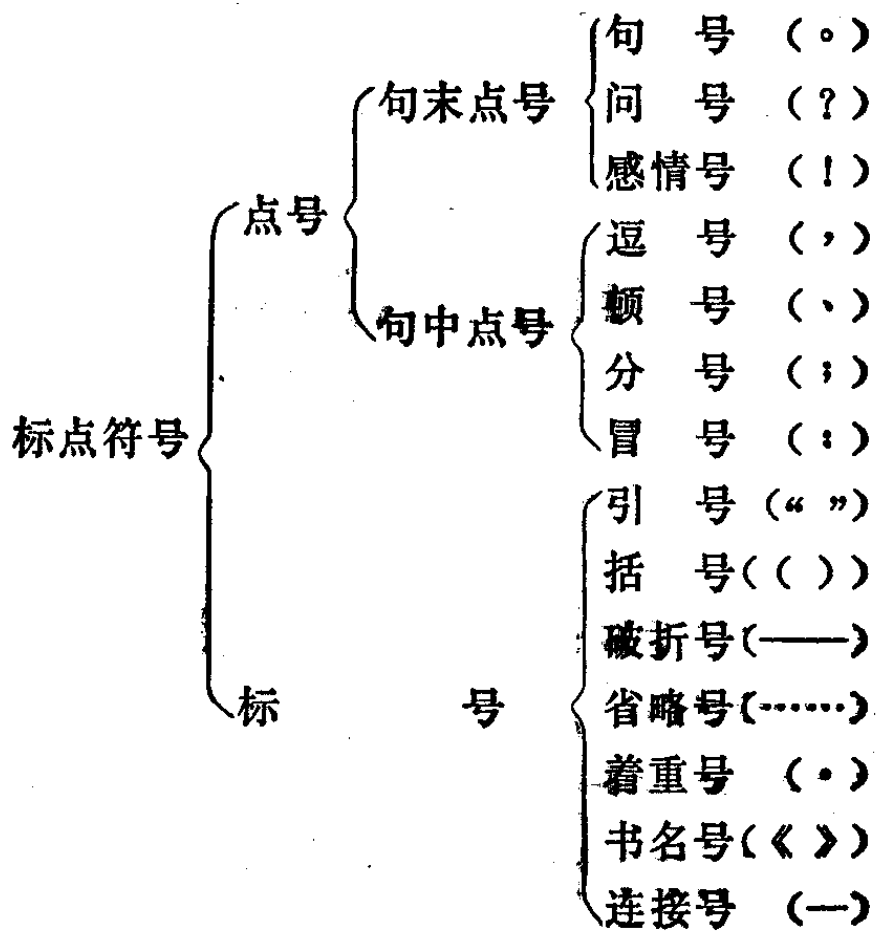 句 号 （。）
句末点号 问 号 （？）
感情号 （！）
点号 逗 号 （，）
顿 号 （、）
句中点号
分 号 （；）
标点符号 冒 号 （：）
引 号 （“ ”）
括 号（（ ））
破折号（——）
标 号 省略号（……）
着重号 （·）
书名号（《 》）
连接号 （—）